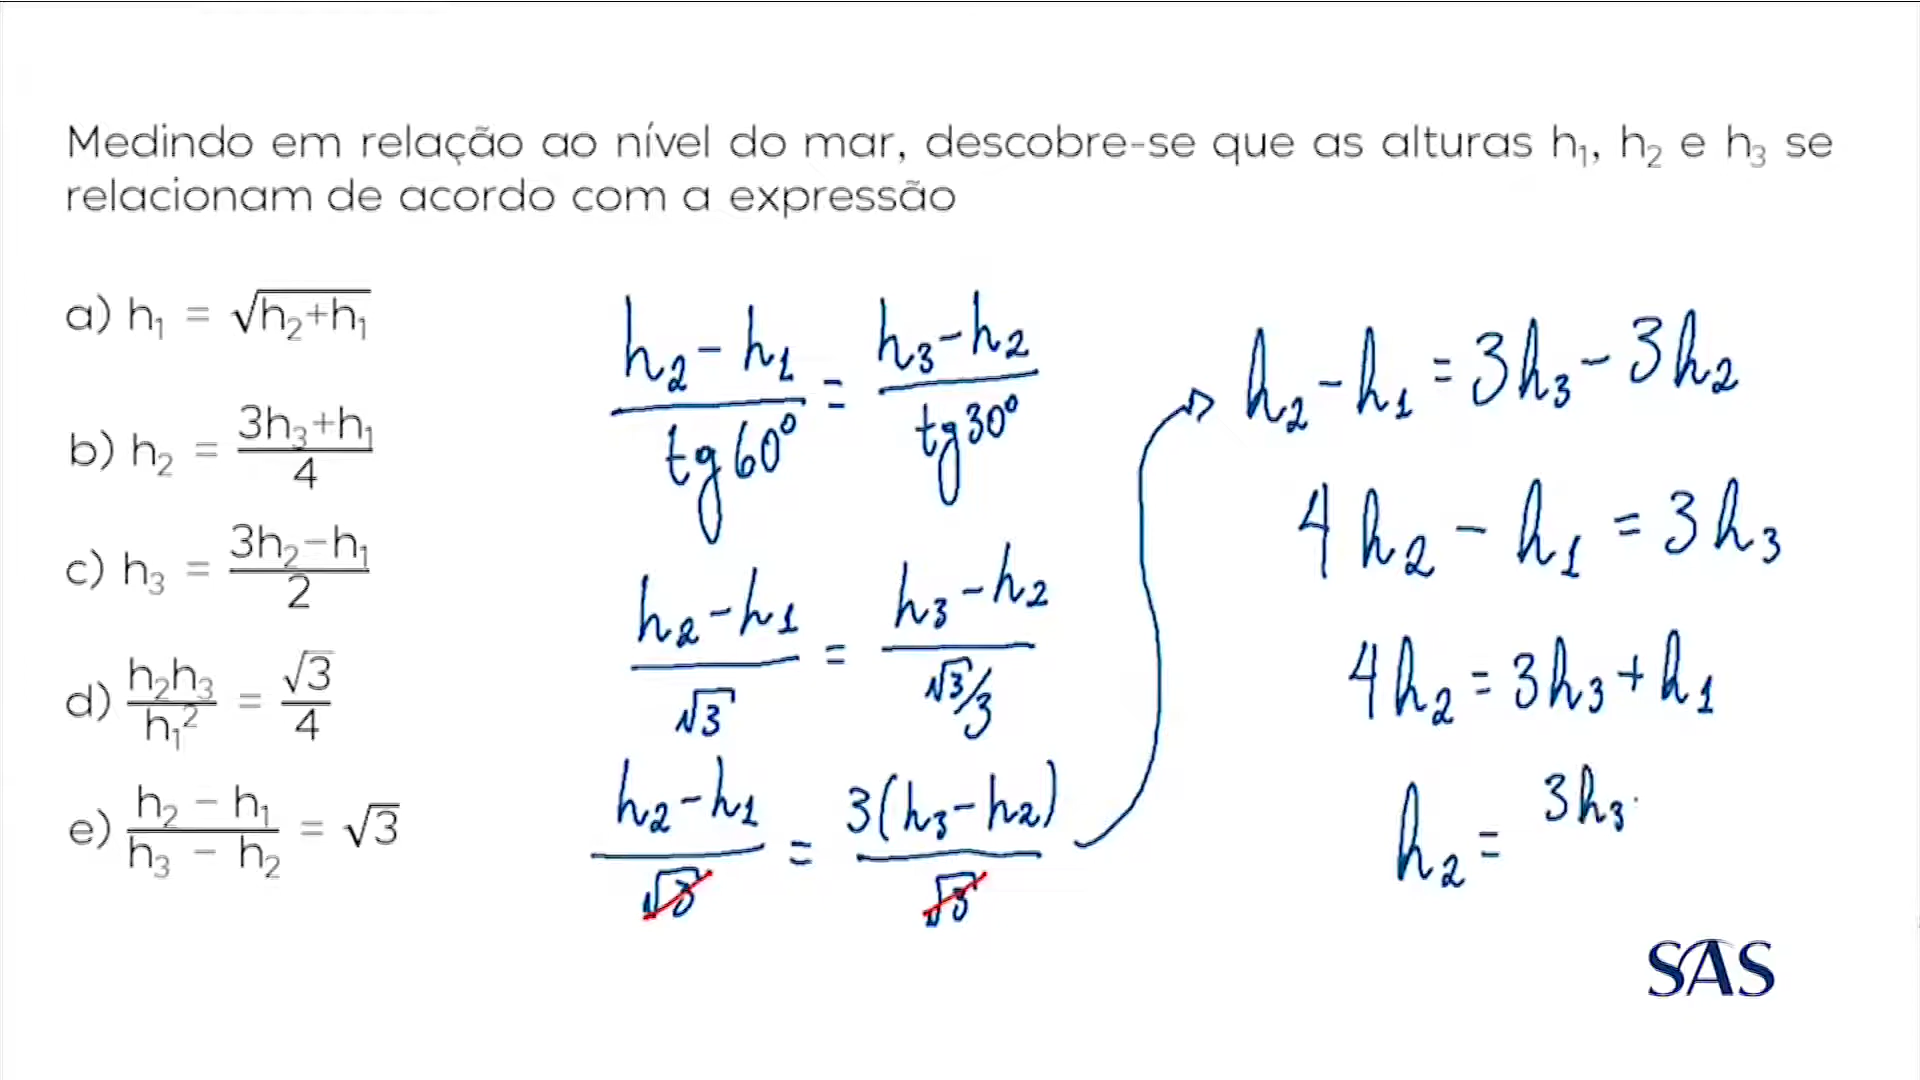 Medindo em relação ao nível do mar, descobre-se que as alturas h₁, h₂ e h₃ se
relacionam de acordo com a expressão
a) h₁ = √(h₂+h₁)
b) h₂ = (3h₃+h₁)/4
c) h₃ = (3h₂-h₁)/2
d) h₂h₃/h₁² = √3/4
e) (h₂ - h₁)/(h₃ - h₂) = √3
(h₂-h₁)/tg60° = (h₃-h₂)/tg30°
(h₂-h₁)/√3 = (h₃-h₂)/(√3/3)
(h₂-h₁)/√3 = 3(h₃-h₂)/√3
h₂-h₁ = 3h₃-3h₂
4h₂ - h₁ = 3h₃
4h₂ = 3h₃ + h₁
h₂ = 3h₃
SAS